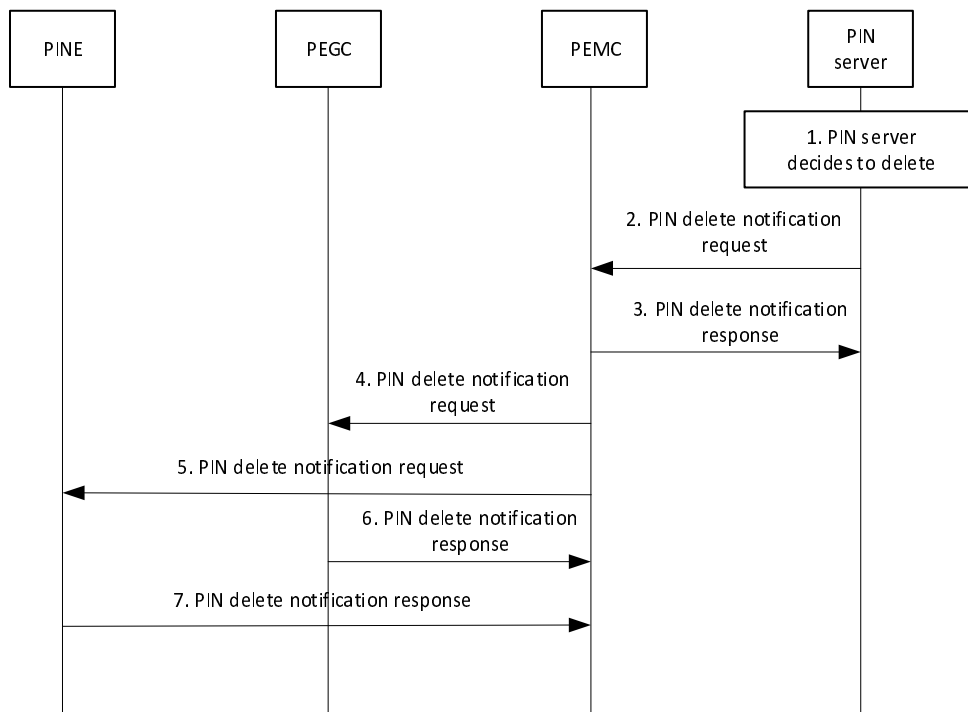 PINE
PEGC
PEMC
PIN
server
1. PIN server
decides to delete
2. PIN delete notification
request
3. PIN delete notification
response
4. PIN delete notification
request
5. PIN delete notification request
6. PIN delete notification
response
7. PIN delete notification response